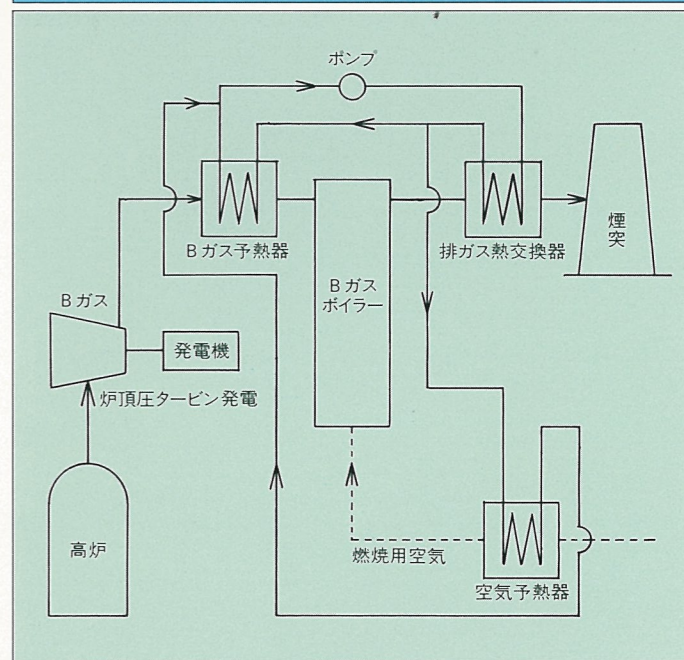 ポンプ
Bガス予熱器
排ガス熱交換器
煙突
Bガス
ボイラー
Bガス
発電機
炉頂圧タービン発電
高炉
燃焼用空気
空気予熱器